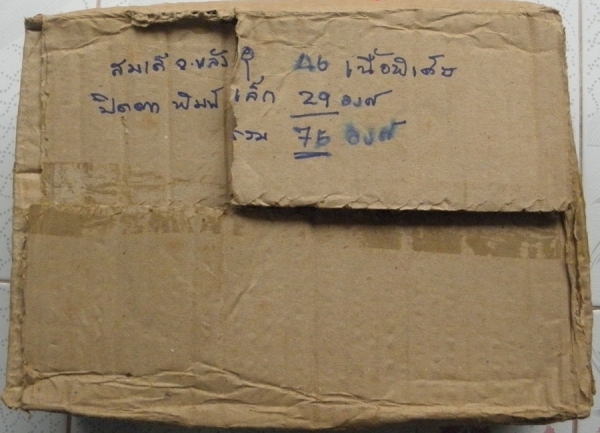 สมเด็จหลัง 46 เนื้อพิเศษ
ปิดตา พิมพ์เล็ก 29 องค์
รวม 75 องค์